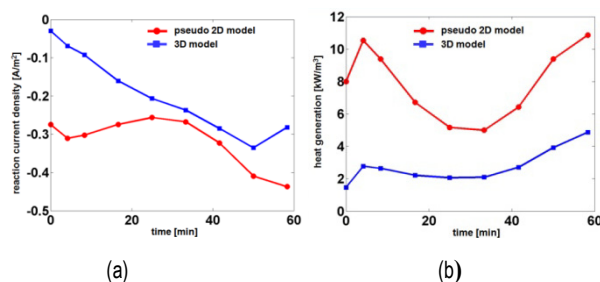 pseudo 2D model
3D model
reaction current density [A/m²]
0
-0.1
-0.2
-0.3
-0.4
-0.5
0
20
40
60
time [min]
(a)
pseudo 2D model
3D model
heat generation [kW/m³]
12
10
8
6
4
2
0
0
20
40
60
time [min]
(b)